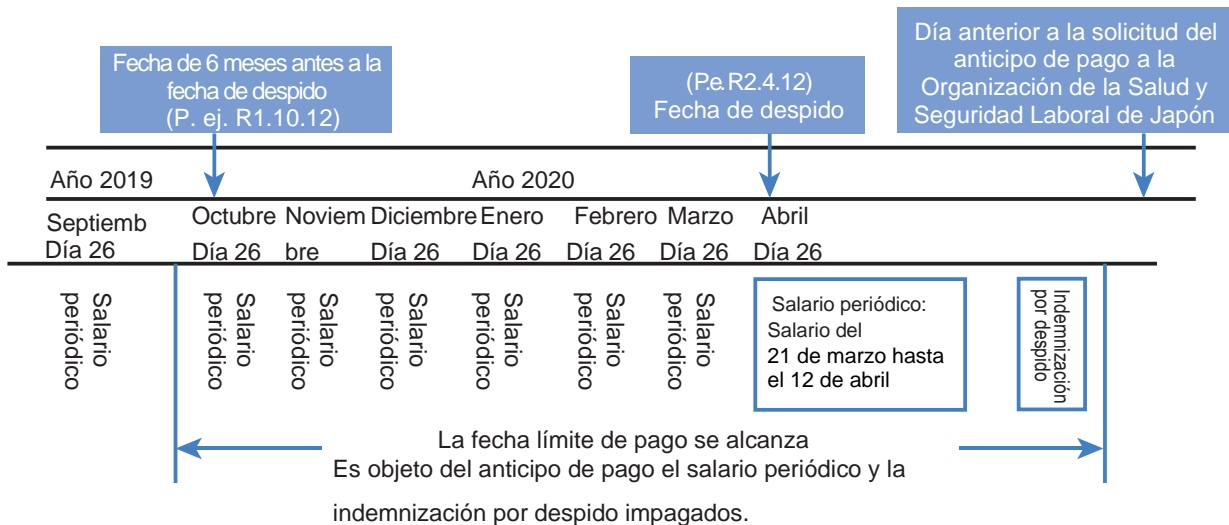 Fecha de 6 meses antes a la
fecha de despido
(P. ej. R1.10.12)
(P.e. R2.4.12)
Fecha de despido
Día anterior a la solicitud del
anticipo de pago a la
Organización de la Salud y
Seguridad Laboral de Japón
Año 2019
Año 2020
Septiemb
Día 26
Octubre
Día 26
Noviem
bre
Diciembre
Día 26
Enero
Día 26
Febrero
Día 26
Marzo
Día 26
Abril
Día 26
Salario
periódico
Salario
periódico
Salario
periódico
Salario
periódico
Salario
periódico
Salario
periódico
Salario
periódico
Salario periódico:
Salario del
21 de marzo hasta
el 12 de abril
Indemnización
por despido
La fecha límite de pago se alcanza
Es objeto del anticipo de pago el salario periódico y la
indemnización por despido impagados.